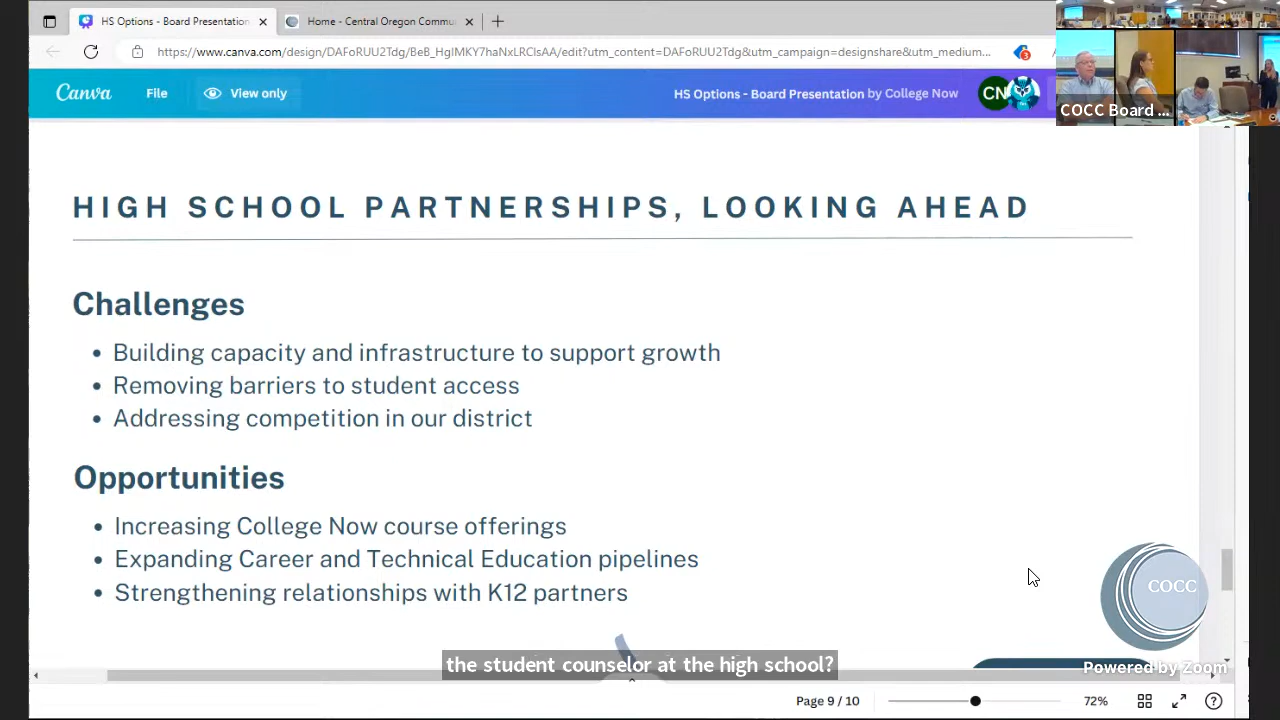 HS Options - Board Presentation
Home - Central Oregon Commu
https://www.canva.com/design/DAFoRUU2Tdg/BeB_HgIMKY7haNxLRCIsAA/edit?utm_content=DAFoRUU2Tdg&utm_campaign=designshare&utm_medium...
3
Canva
File
View only
HS Options - Board Presentation by College Now
CN
COCC Board ...
HIGH SCHOOL PARTNERSHIPS, LOOKING AHEAD
Challenges
• Building capacity and infrastructure to support growth
• Removing barriers to student access
• Addressing competition in our district
Opportunities
• Increasing College Now course offerings
• Expanding Career and Technical Education pipelines
• Strengthening relationships with K12 partners
COCC
the student counselor at the high school?
Powered by Zoom
Page 9 / 10
72%